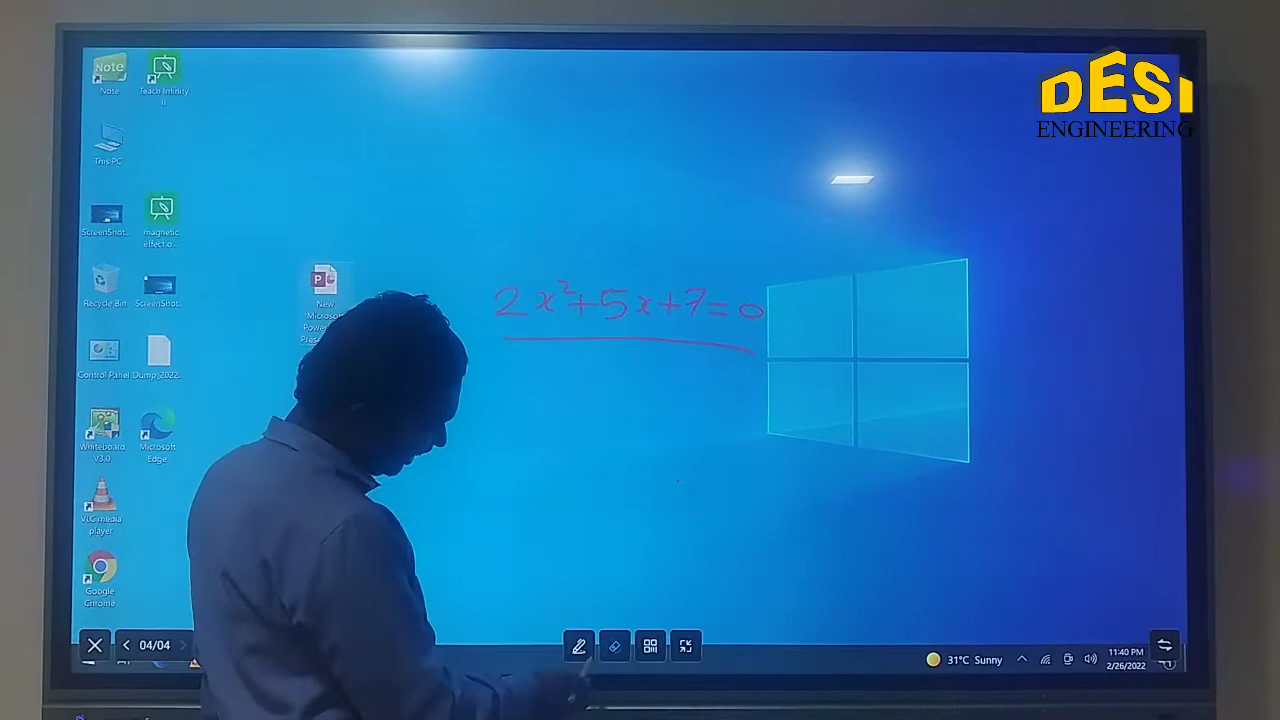 DESI
ENGINEERING
Note
Note
Teach Infinity
This PC
ScreenShot...
magnetic
effect o...
Recycle Bin
ScreenShot...
New
Microsoft
Control Panel
Dump_2022...
Whiteboard
V3.0
Microsoft
Edge
VLC media
player
Google
Chrome
2x²+5x+7=0
04/04
31°C Sunny
11:40 PM
2/26/2022